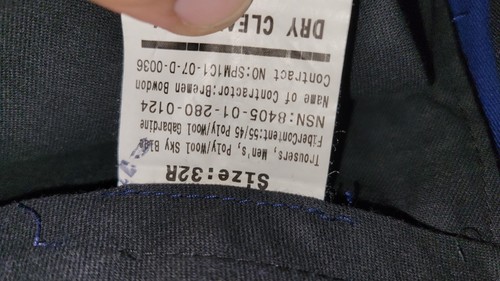 Size:32R
Trousers, Men's, Poly/Wool Sky Blue
FiberContent:55/45 Poly/Wool Gabardine
NSN:8405-01-280-0124
Name of Contractor:Bremen Bowdon
Contract NO:SPM1C1-07-D-0036
DRY CLEA